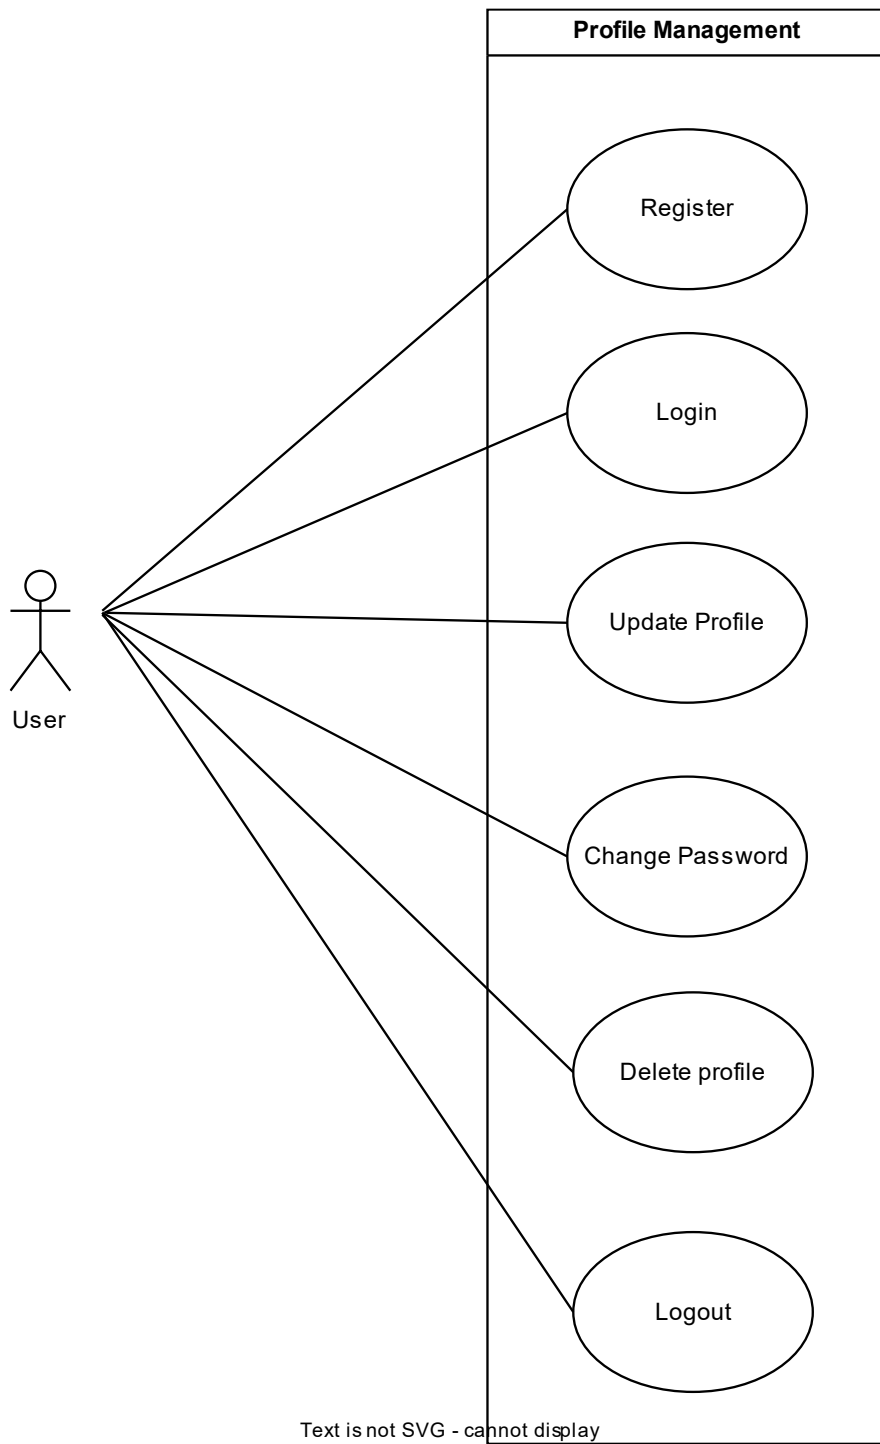 Profile Management
Register
Login
Update Profile
User
Change Password
Delete profile
Logout
Text is not SVG - cannot display